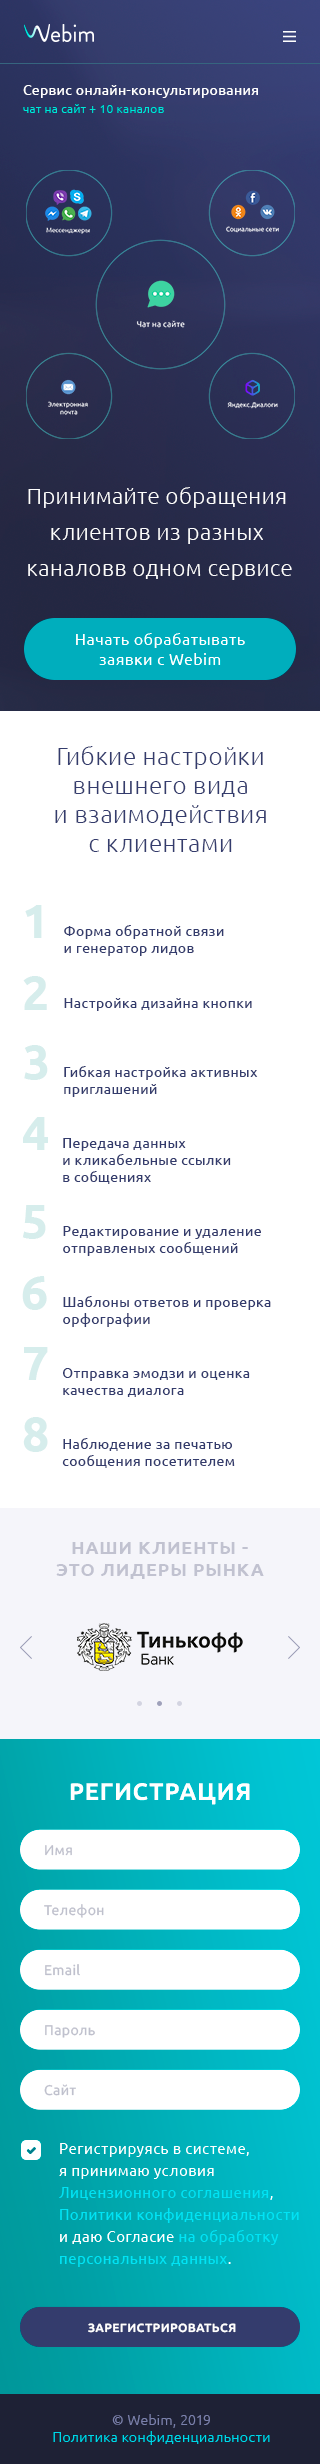 Webim
Сервис онлайн-консультирования
чат на сайт + 10 каналов
Мессенджеры
Социальные сети
Чат на сайте
Электронная
почта
Яндекс.Диалоги
Принимайте обращения
клиентов из разных
каналовв одном сервисе
Начать обрабатывать
заявки с Webim
Гибкие настройки
внешнего вида
и взаимодействия
с клиентами
1 Форма обратной связи
и генератор лидов
2 Настройка дизайна кнопки
3 Гибкая настройка активных
приглашений
4 Передача данных
и кликабельные ссылки
в собщениях
5 Редактирование и удаление
отправленых сообщений
6 Шаблоны ответов и проверка
орфографии
7 Отправка эмодзи и оценка
качества диалога
8 Наблюдение за печатью
сообщения посетителем
НАШИ КЛИЕНТЫ -
ЭТО ЛИДЕРЫ РЫНКА
Тинькофф
Банк
РЕГИСТРАЦИЯ
Имя
Телефон
Email
Пароль
Сайт
Регистрируясь в системе,
я принимаю условия
Лицензионного соглашения,
Политики конфиденциальности
и даю Согласие на обработку
персональных данных.
ЗАРЕГИСТРИРОВАТЬСЯ
© Webim, 2019
Политика конфиденциальности